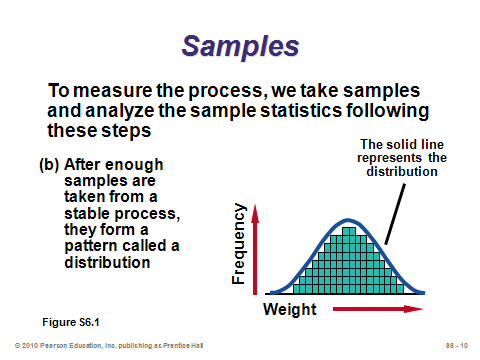 Samples
To measure the process, we take samples
and analyze the sample statistics following
these steps
(b) After enough
samples are
taken from a
stable process,
they form a
pattern called a
distribution
The solid line
represents the
distribution
Frequency
Weight
Figure S6.1
© 2010 Pearson Education, Inc. publishing as Prentice Hall
S6 - 10